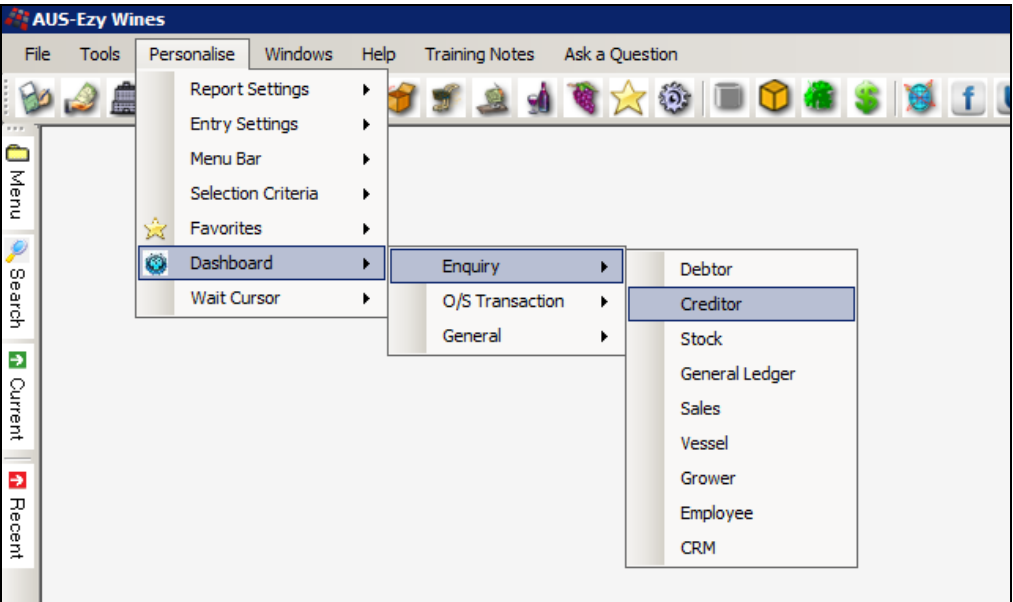 AUS-Ezy Wines
File Tools Personalise Windows Help Training Notes Ask a Question
Report Settings
Entry Settings
Menu Bar
Selection Criteria
Favorites
Dashboard
Wait Cursor
Enquiry
O/S Transaction
General
Debtor
Creditor
Stock
General Ledger
Sales
Vessel
Grower
Employee
CRM
Menu
Search
Current
Recent
$
f